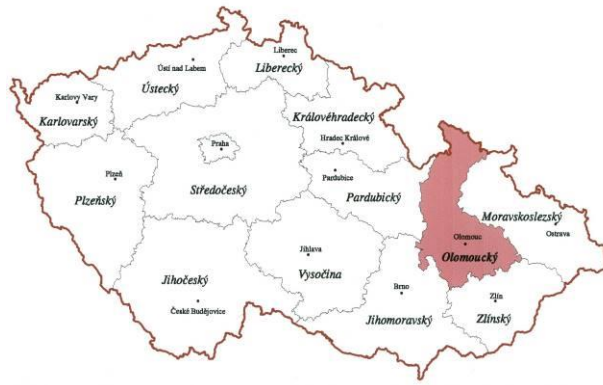 Liberec
Liberecký
Ústí nad Labem
Ústecký
Karlovy Vary
Karlovarský
Královéhradecký
Hradec Králové
Praha
Středočeský
Pardubice
Pardubický
Plzeň
Plzeňský
Moravskoslezský
Ostrava
Olomouc
Olomoucký
Jihlava
Vysočina
Jihočeský
České Budějovice
Brno
Jihomoravský
Zlín
Zlínský